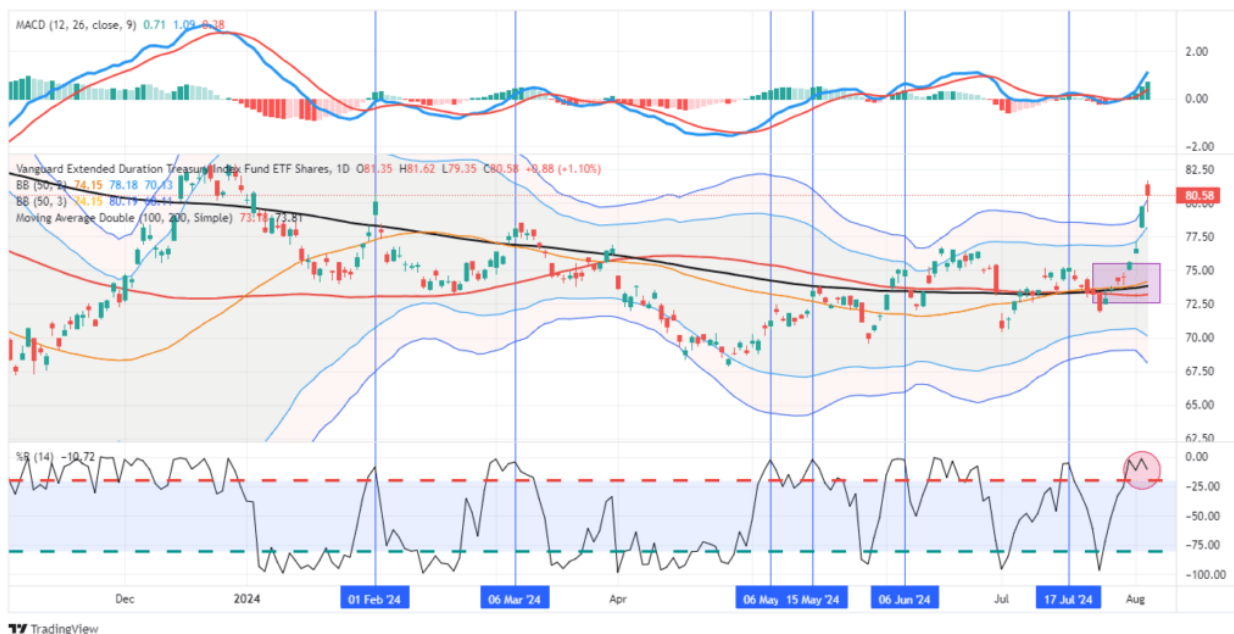 MACD (12, 26, close, 9) 0.71 1.09 0.38
2.00
0.00
-2.00
Vanguard Extended Duration Treasury Index Fund ETF Shares, 1D O81.35 H81.62 L79.35 C80.58 +0.88 (+1.10%)
BB (50, 2) 74.15 78.18 70.13
BB (50, 3) 74.15 80.19 68.11
Moving Average Double (100, 200, Simple) 73.18 73.81
82.50
80.58
80.00
77.50
75.00
72.50
70.00
67.50
65.00
62.50
%R (14) -10.72
0.00
-25.00
-50.00
-75.00
-100.00
Dec 2024 01 Feb '24 06 Mar '24 Apr 06 May 15 May '24 06 Jun '24 Jul 17 Jul '24 Aug
TradingView